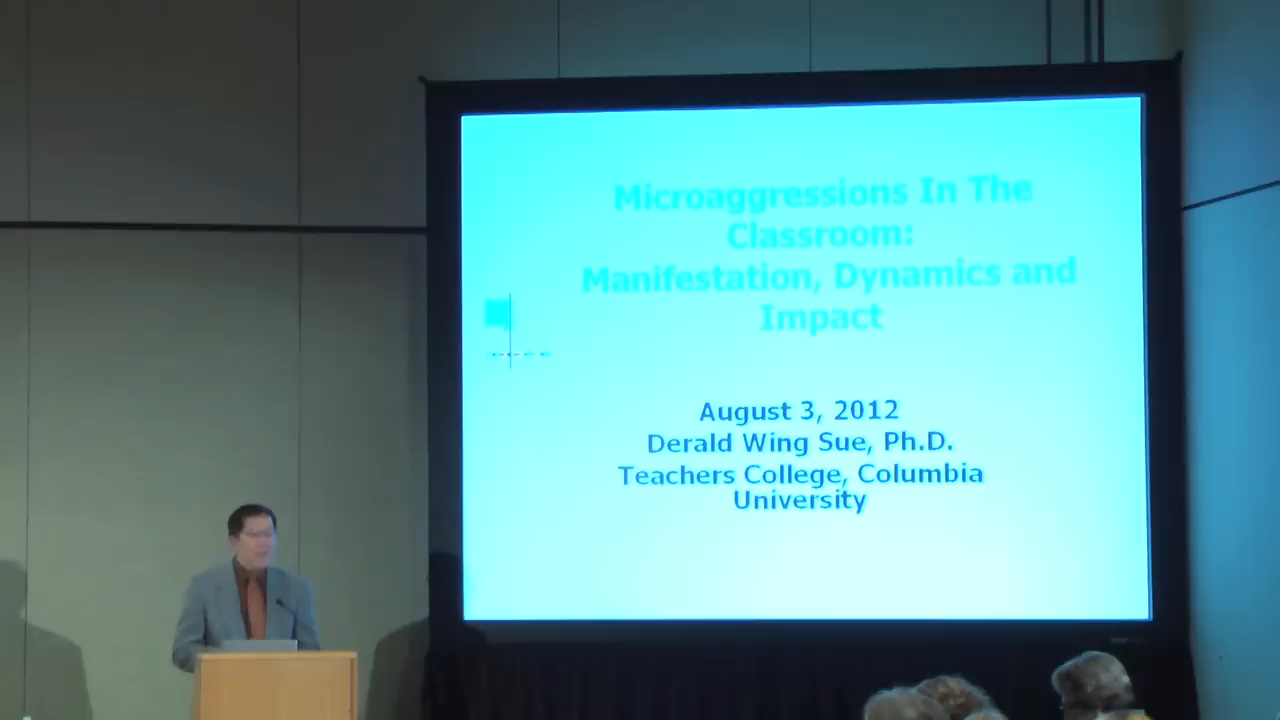 Microaggressions In The
Classroom:
Manifestation, Dynamics and
Impact
August 3, 2012
Derald Wing Sue, Ph.D.
Teachers College, Columbia
University